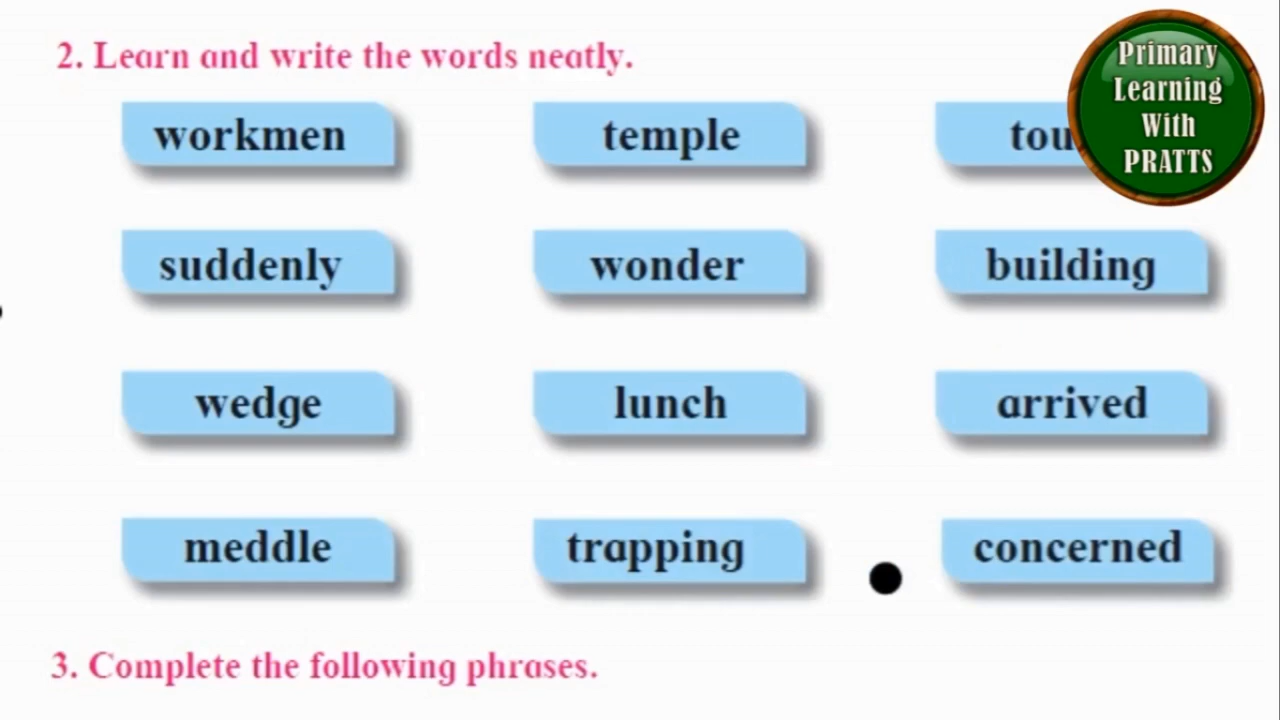 2. Learn and write the words neatly.
workmen temple
suddenly wonder building
wedge lunch arrived
meddle trapping concerned
3. Complete the following phrases.
Primary
Learning
With
PRATTS